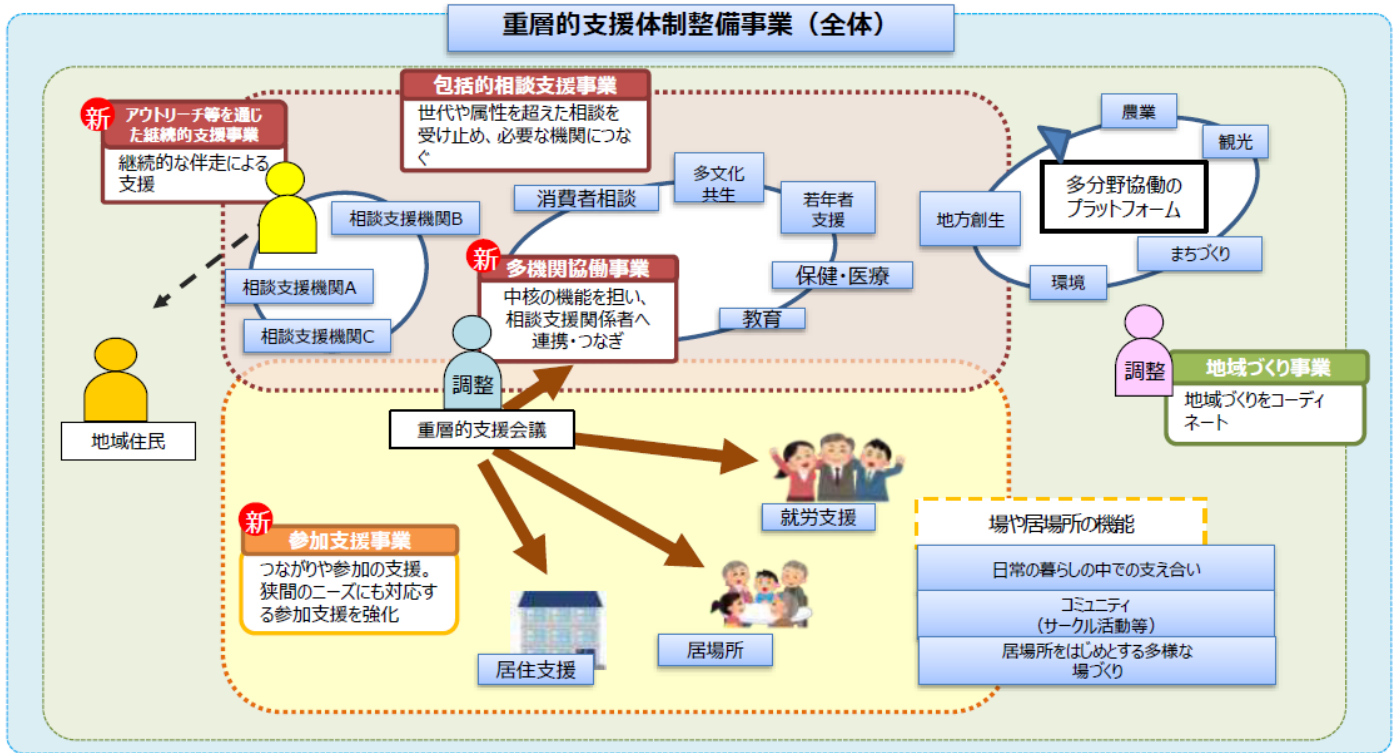 重層的支援体制整備事業（全体）
新
アウトリーチ等を通じ
た継続的支援事業
継続的な伴走による
支援
包括的相談支援事業
世代や属性を超えた相談を
受け止め、必要な機関につな
ぐ
相談支援機関B
相談支援機関A
相談支援機関C
消費者相談
多文化
共生
若年者
支援
保健・医療
教育
新
多機関協働事業
中核の機能を担い、
相談支援関係者へ
連携・つなぎ
農業
観光
多分野協働の
プラットフォーム
地方創生
まちづくり
環境
調整
地域づくり事業
地域づくりをコーディ
ネート
地域住民
調整
重層的支援会議
就労支援
新
参加支援事業
つながりや参加の支援。
狭間のニーズにも対応す
る参加支援を強化
居住支援
居場所
場や居場所の機能
日常の暮らしの中での支え合い
コミュニティ
（サークル活動等）
居場所をはじめとする多様な
場づくり